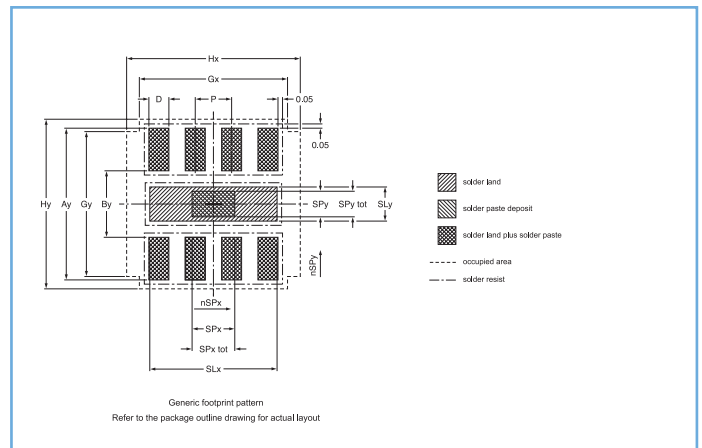 Hx
Gx
D
P
0.05
0.05
Hy
Ay
Gy
By
SPy
SPy tot
SLy
nSPy
nSPx
SPx
SPx tot
SLx
solder land
solder paste deposit
solder land plus solder paste
occupied area
solder resist
Generic footprint pattern
Refer to the package outline drawing for actual layout